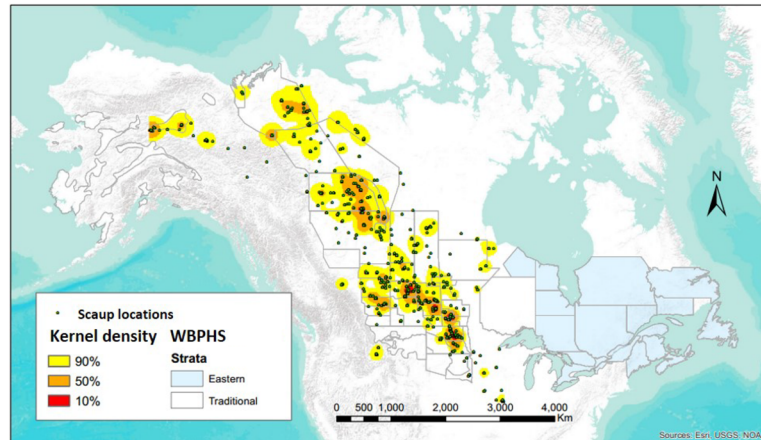 N
Scaup locations
Kernel density WBPHS
90%
50%
10%
Strata
Eastern
Traditional
0 500 1,000 2,000 3,000 4,000
Km
Sources: Esri, USGS, NOA